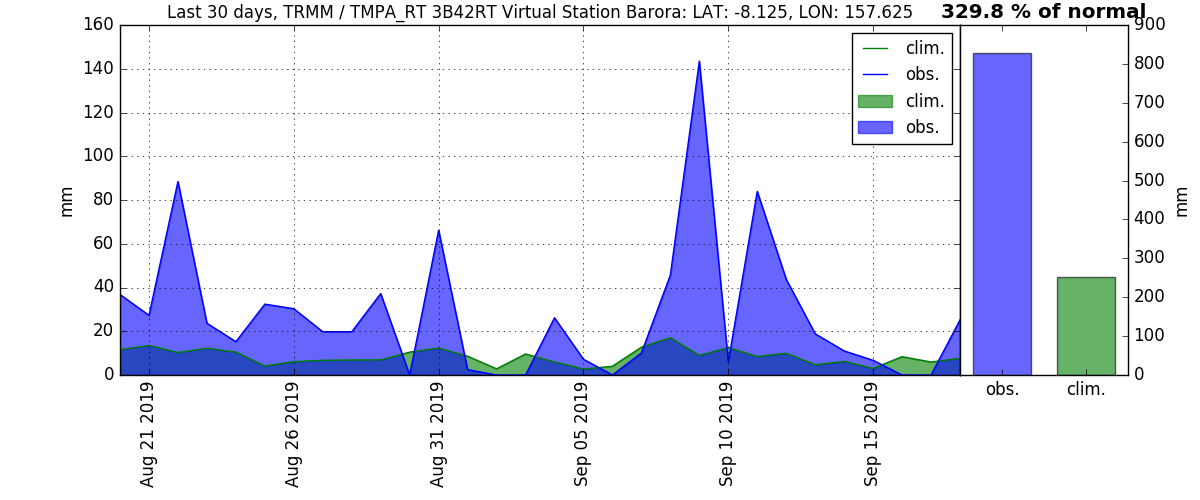 Last 30 days, TRMM / TMPA_RT 3B42RT Virtual Station Barora: LAT: -8.125, LON: 157.625
329.8 % of normal
160
140
120
100
80
60
40
20
0
mm
clim.
obs.
clim.
obs.
Aug 21 2019
Aug 26 2019
Aug 31 2019
Sep 05 2019
Sep 10 2019
Sep 15 2019
900
800
700
600
500
400
300
200
100
0
mm
obs.
clim.